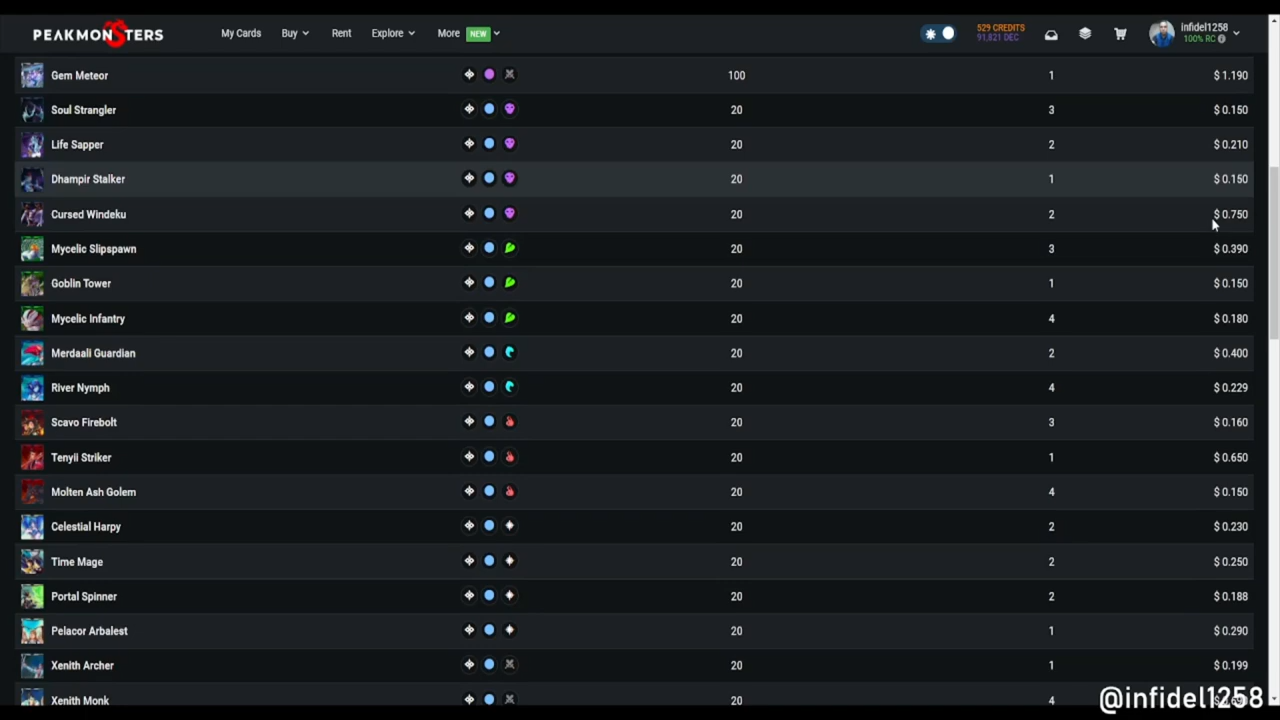 PEAKMONSTERS My Cards Buy Rent Explore More NEW 529 CREDITS 91,821 DEC infidel1258 100% RC
Gem Meteor 100 1 $ 1.190
Soul Strangler 20 3 $ 0.150
Life Sapper 20 2 $ 0.210
Dhampir Stalker 20 1 $ 0.150
Cursed Windeku 20 2 $ 0.750
Mycelic Slipspawn 20 3 $ 0.390
Goblin Tower 20 1 $ 0.150
Mycelic Infantry 20 4 $ 0.180
Merdaali Guardian 20 2 $ 0.400
River Nymph 20 4 $ 0.229
Scavo Firebolt 20 3 $ 0.160
Tenyii Striker 20 1 $ 0.650
Molten Ash Golem 20 4 $ 0.150
Celestial Harpy 20 2 $ 0.230
Time Mage 20 2 $ 0.250
Portal Spinner 20 2 $ 0.188
Pelacor Arbalest 20 1 $ 0.290
Xenith Archer 20 1 $ 0.199
Xenith Monk 20 4
@infidel1258